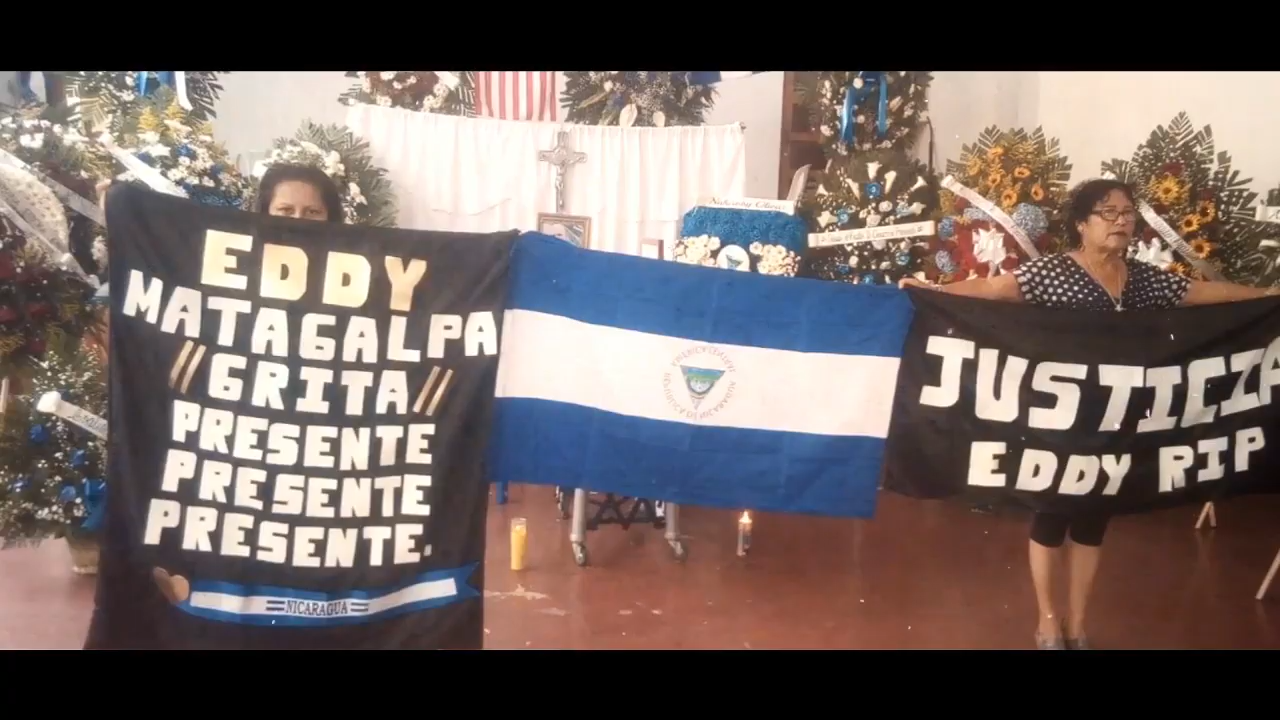 EDDY
MATAGALPA
//GRITA//
PRESENTE
PRESENTE
PRESENTE.
NICARAGUA
JUSTICIA
EDDY RIP